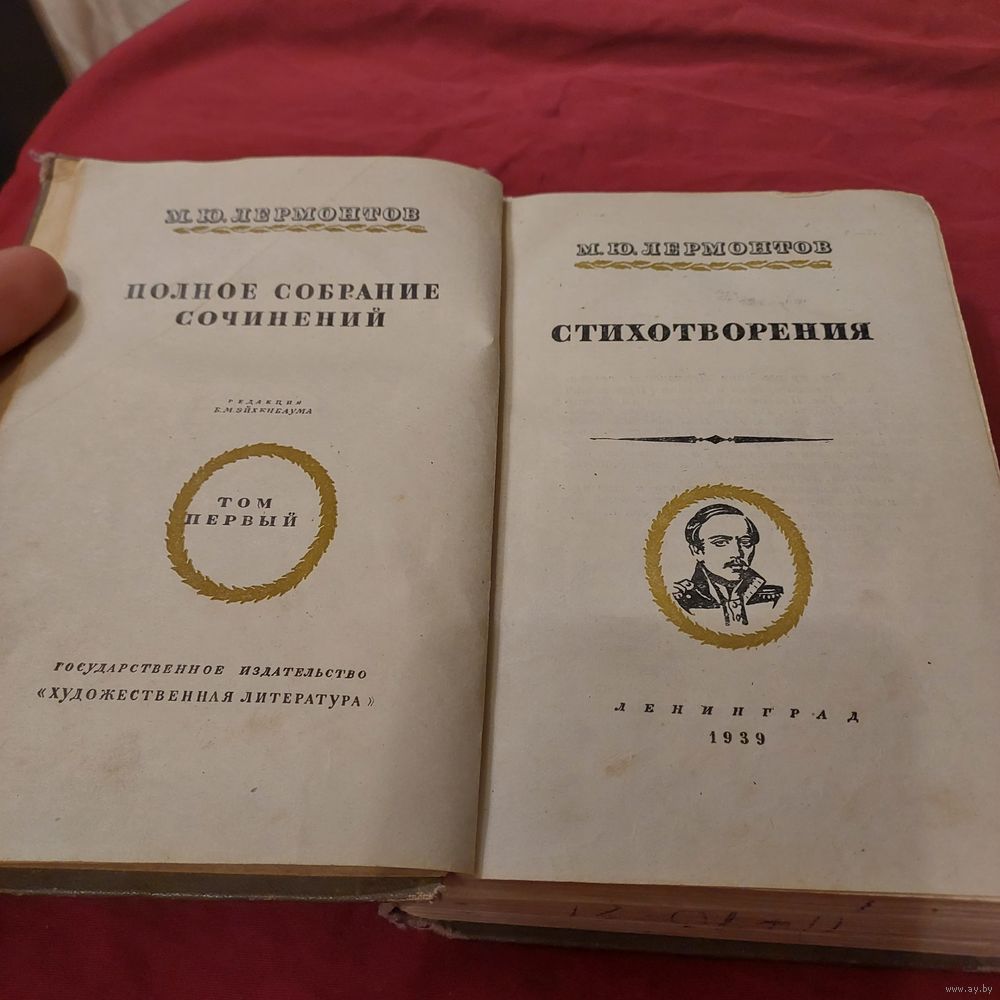 М. Ю. ЛЕРМОНТОВ
ПОЛНОЕ СОБРАНИЕ
СОЧИНЕНИЙ
РЕДАКЦИЯ
Б. М. ЭЙХЕНБАУМА
ТОМ
ПЕРВЫЙ
ГОСУДАРСТВЕННОЕ ИЗДАТЕЛЬСТВО
«ХУДОЖЕСТВЕННАЯ ЛИТЕРАТУРА»
М. Ю. ЛЕРМОНТОВ
СТИХОТВОРЕНИЯ
ЛЕНИНГРАД
1939
www.ay.by